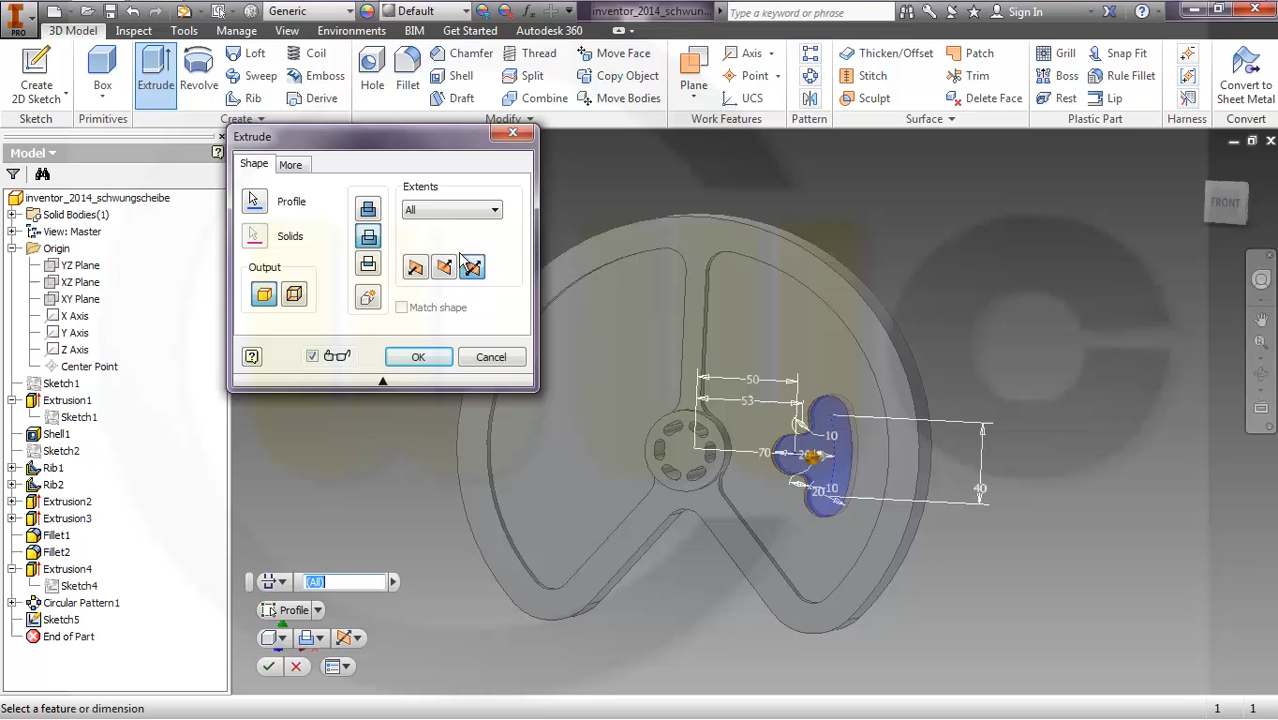 PRO
Generic
Default
inventor_2014_schwun...
Type a keyword or phrase
Sign In
3D Model
Inspect
Tools
Manage
View
Environments
BIM
Get Started
Autodesk 360
Create
2D Sketch
Sketch
Box
Primitives
Extrude
Revolve
Loft
Sweep
Rib
Coil
Emboss
Derive
Create
Hole
Fillet
Chamfer
Shell
Draft
Thread
Split
Combine
Move Face
Copy Object
Move Bodies
Modify
Plane
Axis
Point
UCS
Work Features
Pattern
Thicken/Offset
Stitch
Sculpt
Patch
Trim
Delete Face
Surface
Grill
Boss
Rest
Snap Fit
Rule Fillet
Lip
Plastic Part
Harness
Convert to
Sheet Metal
Convert
Model
inventor_2014_schwungscheibe
Solid Bodies(1)
View: Master
Origin
YZ Plane
XZ Plane
XY Plane
X Axis
Y Axis
Z Axis
Center Point
Sketch1
Extrusion1
Sketch1
Shell1
Sketch2
Rib1
Rib2
Extrusion2
Extrusion3
Fillet1
Fillet2
Extrusion4
Sketch4
Circular Pattern1
Sketch5
End of Part
Extrude
Shape
More
Profile
Solids
Output
Extents
All
Match shape
OK
Cancel
FRONT
50
53
10
70
20
20
10
40
(All)
Profile
Select a feature or dimension
1
1